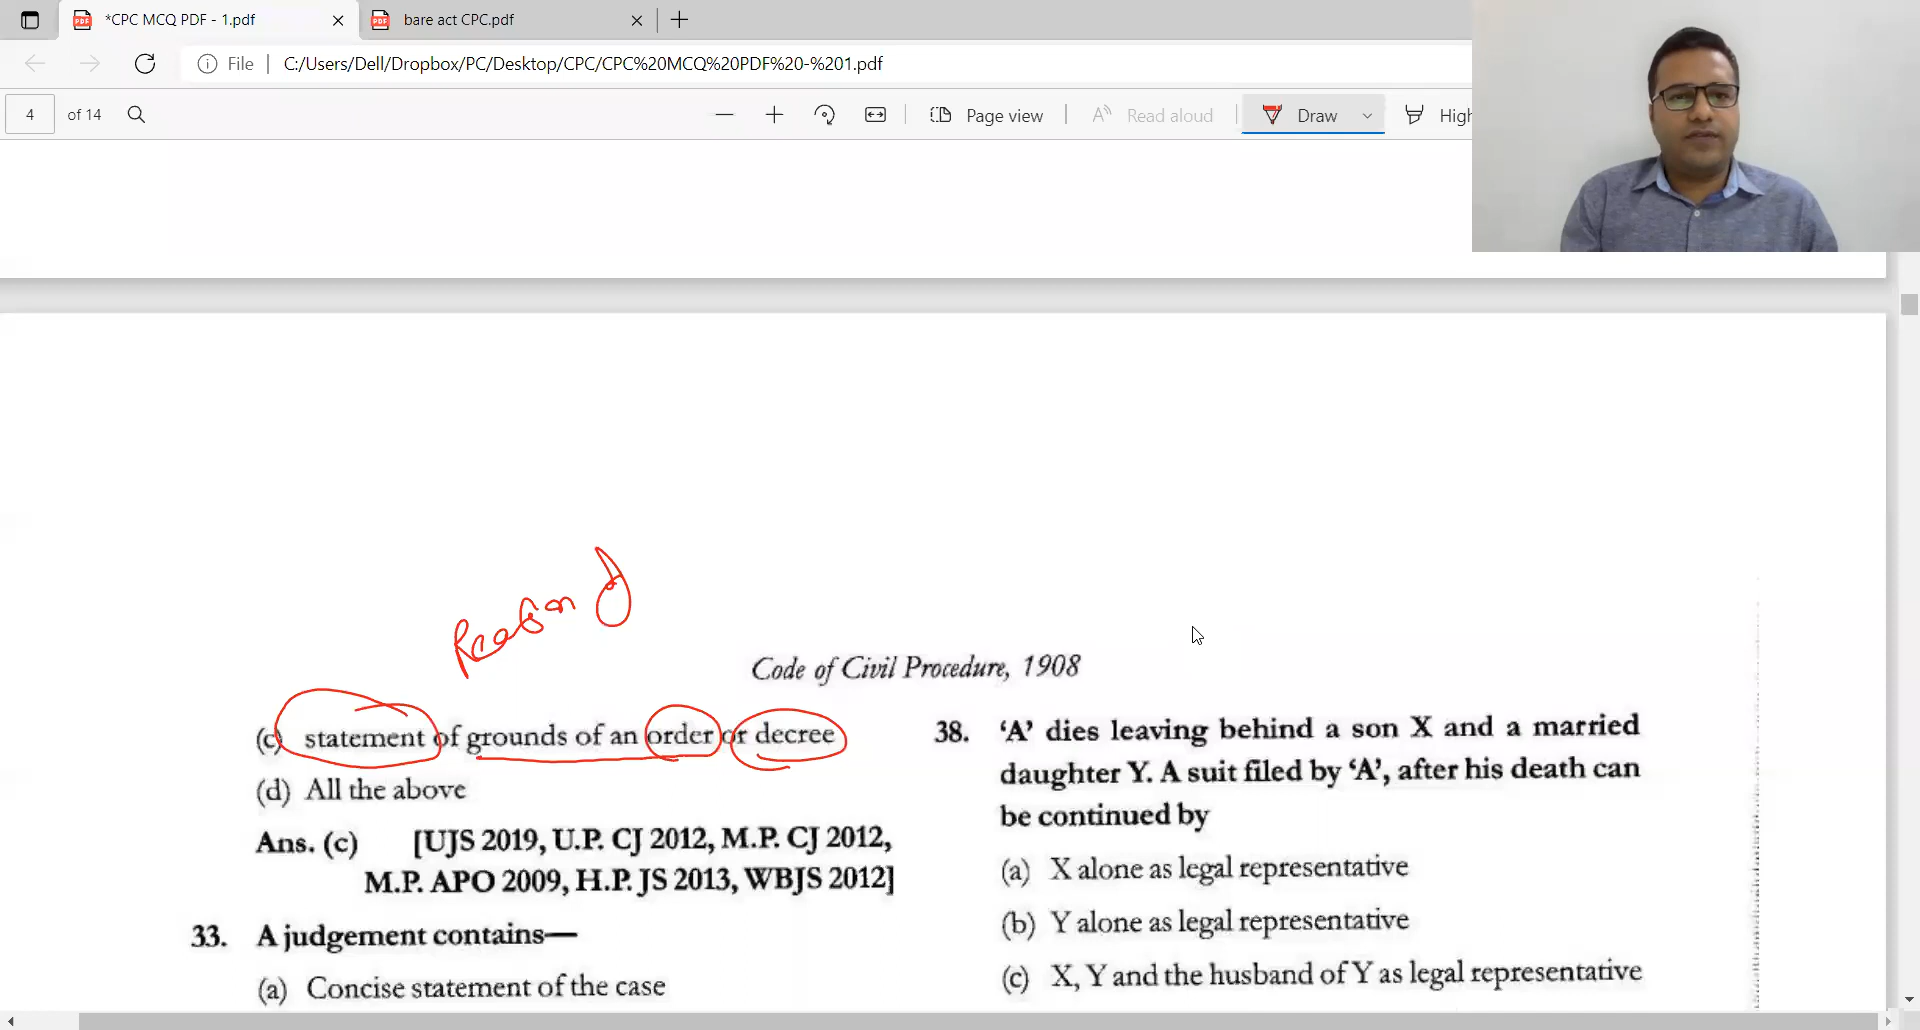 *CPC MCQ PDF - 1.pdf
bare act CPC.pdf
File
C:/Users/Dell/Dropbox/PC/Desktop/CPC/CPC%20MCQ%20PDF%20-%201.pdf
4 of 14
Page view
Read aloud
Draw
High
Reason of
Code of Civil Procedure, 1908
(c) statement of grounds of an order or decree
(d) All the above
Ans. (c) [UJS 2019, U.P. CJ 2012, M.P. CJ 2012,
M.P. APO 2009, H.P. JS 2013, WBJS 2012]
33. A judgement contains—
(a) Concise statement of the case
38. ‘A’ dies leaving behind a son X and a married
daughter Y. A suit filed by ‘A’, after his death can
be continued by
(a) X alone as legal representative
(b) Y alone as legal representative
(c) X, Y and the husband of Y as legal representative